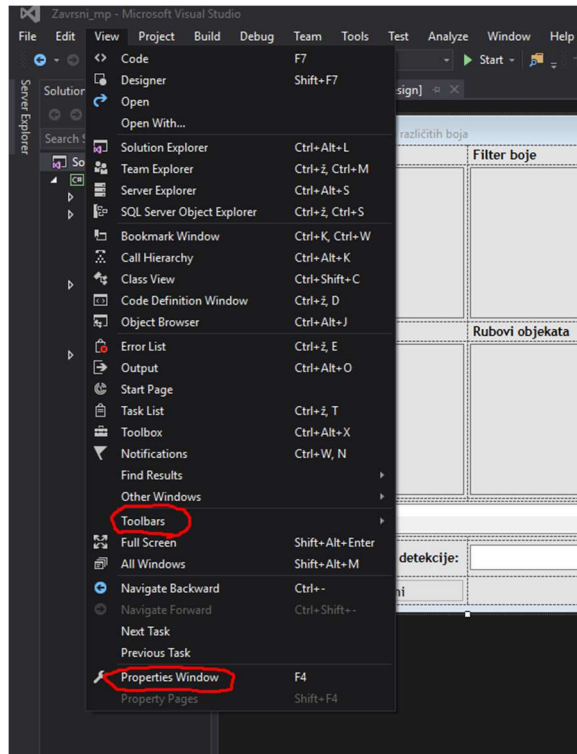 Zavrsni_mp - Microsoft Visual Studio
File Edit View Project Build Debug Team Tools Test Analyze Window Help
Code F7
Start
Designer Shift+F7
Server Explorer
Solution
Open
esign]
Open With...
Search
različitih boja
Solution Explorer Ctrl+Alt+L
Filter boje
So
Team Explorer Ctrl+ž, Ctrl+M
C#
Server Explorer Ctrl+Alt+S
SQL Server Object Explorer Ctrl+ž, Ctrl+S
Bookmark Window Ctrl+K, Ctrl+W
Call Hierarchy Ctrl+Alt+K
Class View Ctrl+Shift+C
Code Definition Window Ctrl+ž, D
Object Browser Ctrl+Alt+J
Rubovi objekata
Error List Ctrl+ž, E
Output Ctrl+Alt+O
Start Page
Task List Ctrl+ž, T
Toolbox Ctrl+Alt+X
Notifications Ctrl+W, N
Find Results
Other Windows
Toolbars
Full Screen Shift+Alt+Enter
detekcije:
All Windows Shift+Alt+M
Navigate Backward Ctrl+-
ni
Navigate Forward Ctrl+Shift+-
Next Task
Previous Task
Properties Window F4
Property Pages Shift+F4